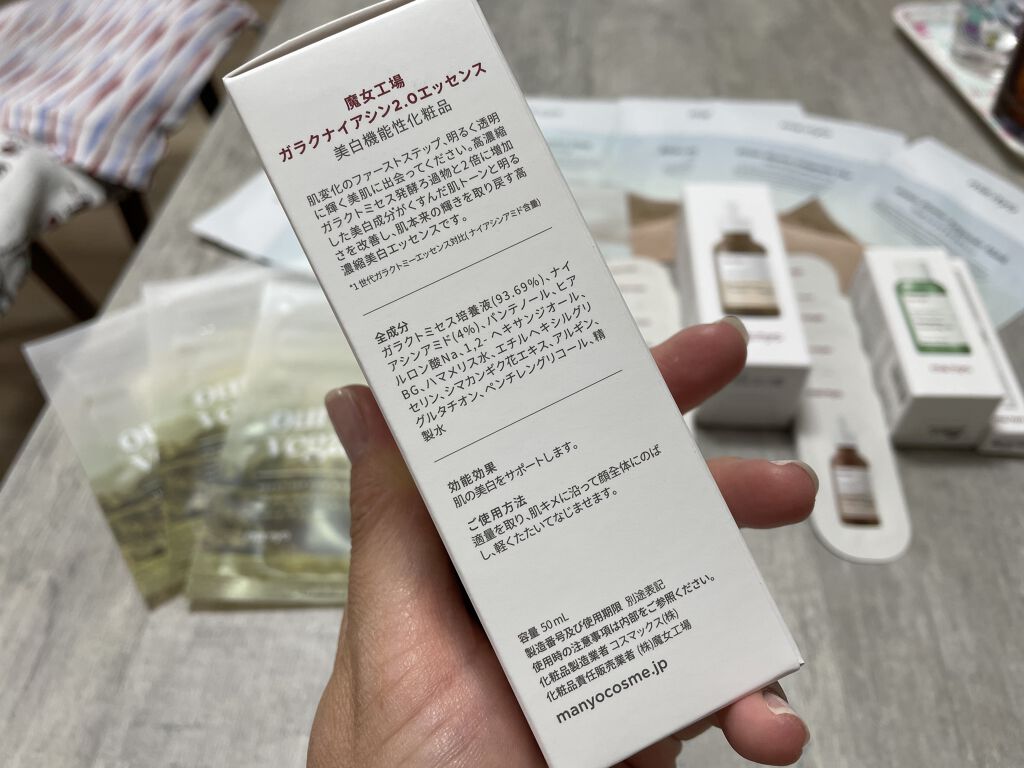 魔女工場
ガラクナイアシン2.0エッセンス
美白機能性化粧品
肌変化のファーストステップ、明るく透明
に輝く美肌に出会ってください。高濃縮
ガラクトミセス発酵ろ過物と2倍に増加
した美白成分がくすんだ肌トーンと明る
さを改善し、肌本来の輝きを取り戻す高
濃縮美白エッセンスです。
*1世代ガラクトミーエッセンス対比(ナイアシンアミド含量)
全成分
ガラクトミセス培養液(93.69%)、ナイ
アシンアミド(4%)、パンテノール、ヒア
ルロン酸Na、1,2-ヘキサンジオール、
BG、ハマメリス水、エチルヘキシルグリ
セリン、シマカンギク花エキス、アルギン、
グルタチオン、ペンチレングリコール、精
製水
効能効果
肌の美白をサポートします。
ご使用方法
適量を取り、肌キメに沿って顔全体にのば
し、軽くたたいてなじませます。
容量 50mL
製造番号及び使用期限 別途表記
使用時の注意事項は内部をご参照ください。
化粧品製造業者 コスマックス(株)
化粧品責任販売業者 (株)魔女工場
manyocosme.jp